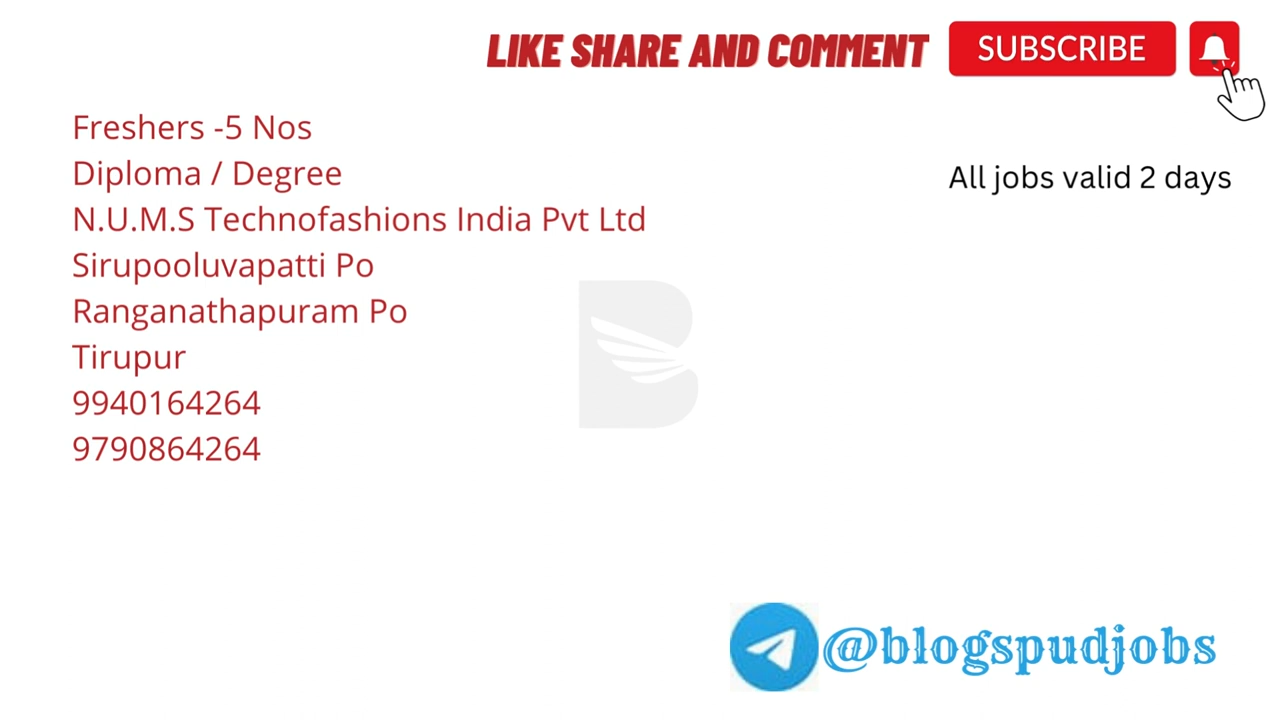 LIKE SHARE AND COMMENT
SUBSCRIBE
Freshers -5 Nos
Diploma / Degree
N.U.M.S Technofashions India Pvt Ltd
Sirupooluvapatti Po
Ranganathapuram Po
Tirupur
9940164264
9790864264
All jobs valid 2 days
@blogspudjobs